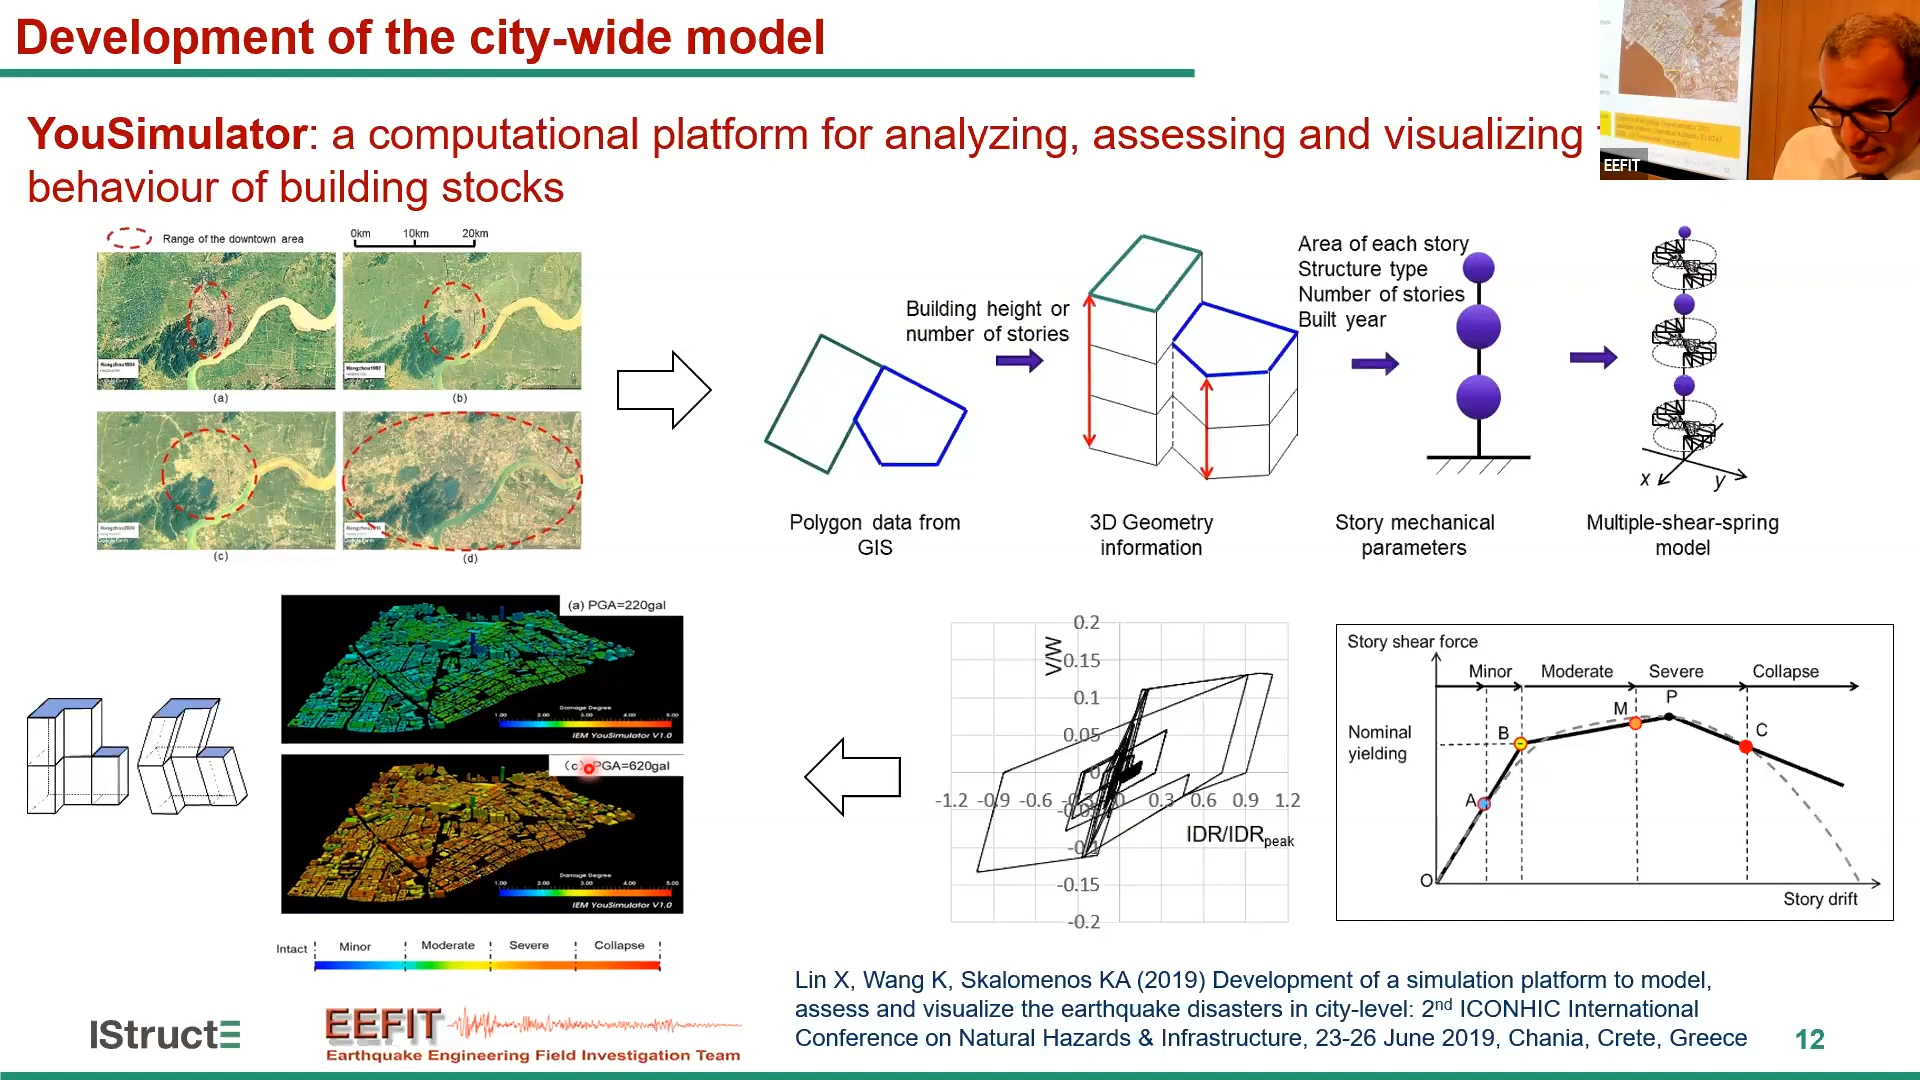 Development of the city-wide model
YouSimulator: a computational platform for analyzing, assessing and visualizing
behaviour of building stocks
EEFIT
Range of the downtown area
0km 10km 20km
(a)
(b)
(c)
(d)
Building height or
number of stories
Area of each story
Structure type
Number of stories
Built year
x
y
Polygon data from
GIS
3D Geometry
information
Story mechanical
parameters
Multiple-shear-spring
model
(a) PGA=220gal
Damage Degree
1.00 2.00 3.00 4.00 5.00
IEM YouSimulator V1.0
(c) PGA=620gal
Damage Degree
1.00 2.00 3.00 4.00 5.00
IEM YouSimulator V1.0
Intact Minor Moderate Severe Collapse
V/W
0.2
0.15
0.1
0.05
0
-1.2 -0.9 -0.6 -0.3 0 0.3 0.6 0.9 1.2
-0.05
IDR/IDRpeak
-0.1
-0.15
-0.2
Story shear force
Minor Moderate Severe Collapse
Nominal
yielding
A
B
M
P
C
O
Story drift
Lin X, Wang K, Skalomenos KA (2019) Development of a simulation platform to model,
assess and visualize the earthquake disasters in city-level: 2nd ICONHIC International
Conference on Natural Hazards & Infrastructure, 23-26 June 2019, Chania, Crete, Greece
IStructE
EEFIT
Earthquake Engineering Field Investigation Team
12